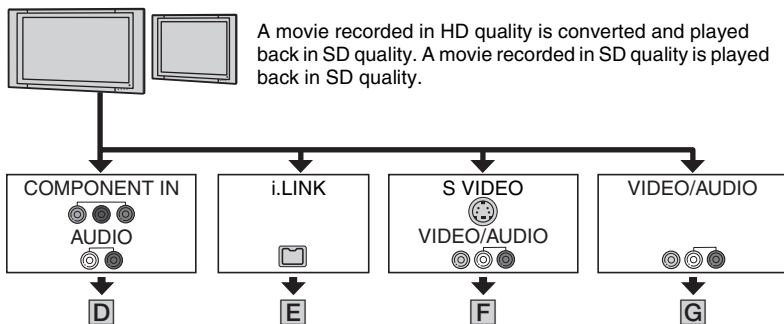 A movie recorded in HD quality is converted and played
back in SD quality. A movie recorded in SD quality is played
back in SD quality.
COMPONENT IN
AUDIO
i.LINK
S VIDEO
VIDEO/AUDIO
VIDEO/AUDIO
D
E
F
G